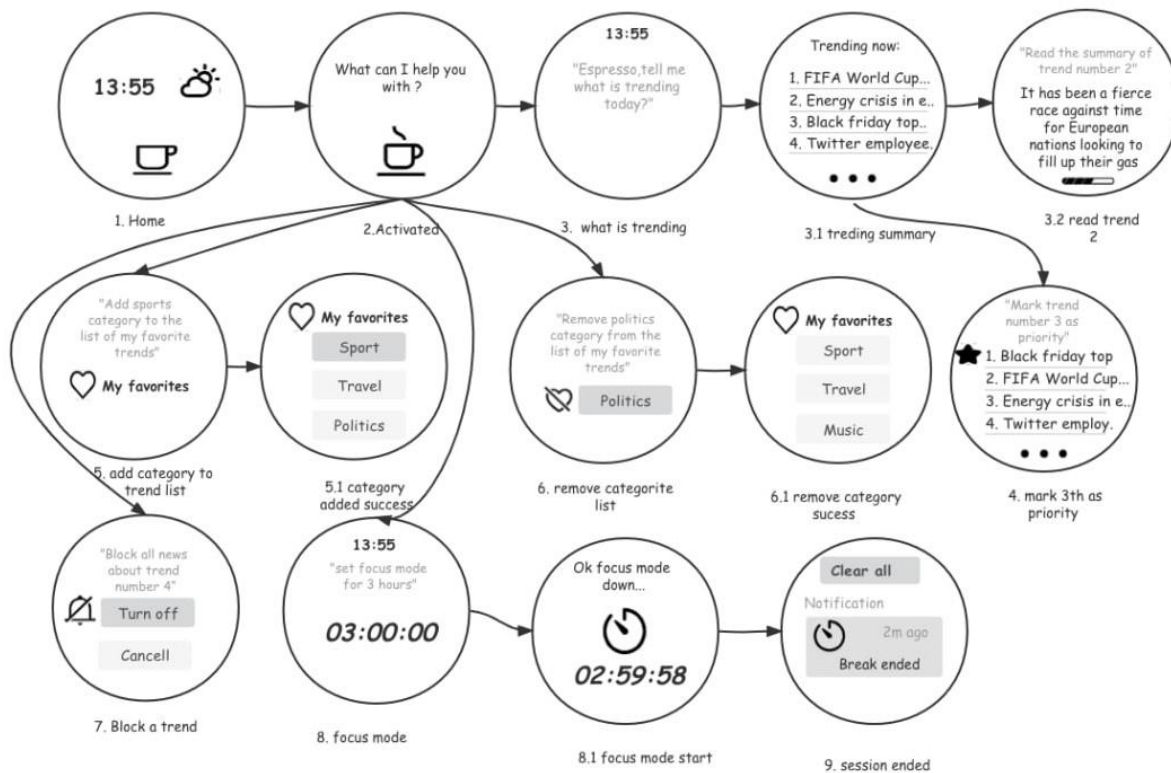 13:55
1. Home
What can I help you
with ?
2.Activated
13:55
"Espresso,tell me
what is trending
today?"
3. what is trending
Trending now:
1. FIFA World Cup...
2. Energy crisis in e..
3. Black friday top..
4. Twitter employee.
3.1 treding summary
"Read the summary of
trend number 2"
It has been a fierce
race against time
for European
nations looking to
fill up their gas
3.2 read trend
2
"Add sports
category to the
list of my favorite
trends"
My favorites
5. add category to
trend list
My favorites
Sport
Travel
Politics
5.1 category
added success
"Remove politics
category from the
list of my favorite
trends"
Politics
6. remove categorite
list
My favorites
Sport
Travel
Music
6.1 remove category
sucess
"Mark trend
number 3 as
priority"
1. Black friday top
2. FIFA World Cup...
3. Energy crisis in e..
4. Twitter employ.
4. mark 3th as
priority
"Block all news
about trend
number 4"
Turn off
Cancell
7. Block a trend
13:55
"set focus mode
for 3 hours"
03:00:00
8. focus mode
Ok focus mode
down...
02:59:58
8.1 focus mode start
Clear all
Notification
2m ago
Break ended
9. session ended